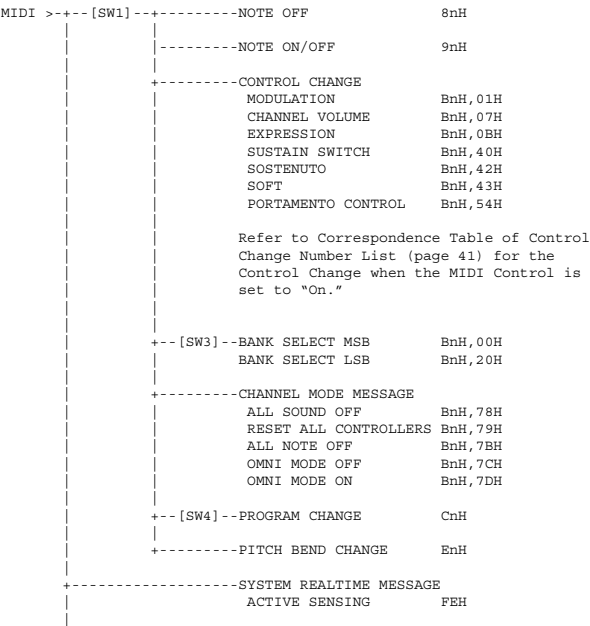 MIDI >-+--[SW1]--+---------NOTE OFF 8nH
|---------NOTE ON/OFF 9nH
+---------CONTROL CHANGE
MODULATION BnH,01H
CHANNEL VOLUME BnH,07H
EXPRESSION BnH,0BH
SUSTAIN SWITCH BnH,40H
SOSTENUTO BnH,42H
SOFT BnH,43H
PORTAMENTO CONTROL BnH,54H
Refer to Correspondence Table of Control
Change Number List (page 41) for the
Control Change when the MIDI Control is
set to “On.”
+--[SW3]--BANK SELECT MSB BnH,00H
BANK SELECT LSB BnH,20H
+---------CHANNEL MODE MESSAGE
ALL SOUND OFF BnH,78H
RESET ALL CONTROLLERS BnH,79H
ALL NOTE OFF BnH,7BH
OMNI MODE OFF BnH,7CH
OMNI MODE ON BnH,7DH
+--[SW4]--PROGRAM CHANGE CnH
+---------PITCH BEND CHANGE EnH
+-------------------SYSTEM REALTIME MESSAGE
ACTIVE SENSING FEH